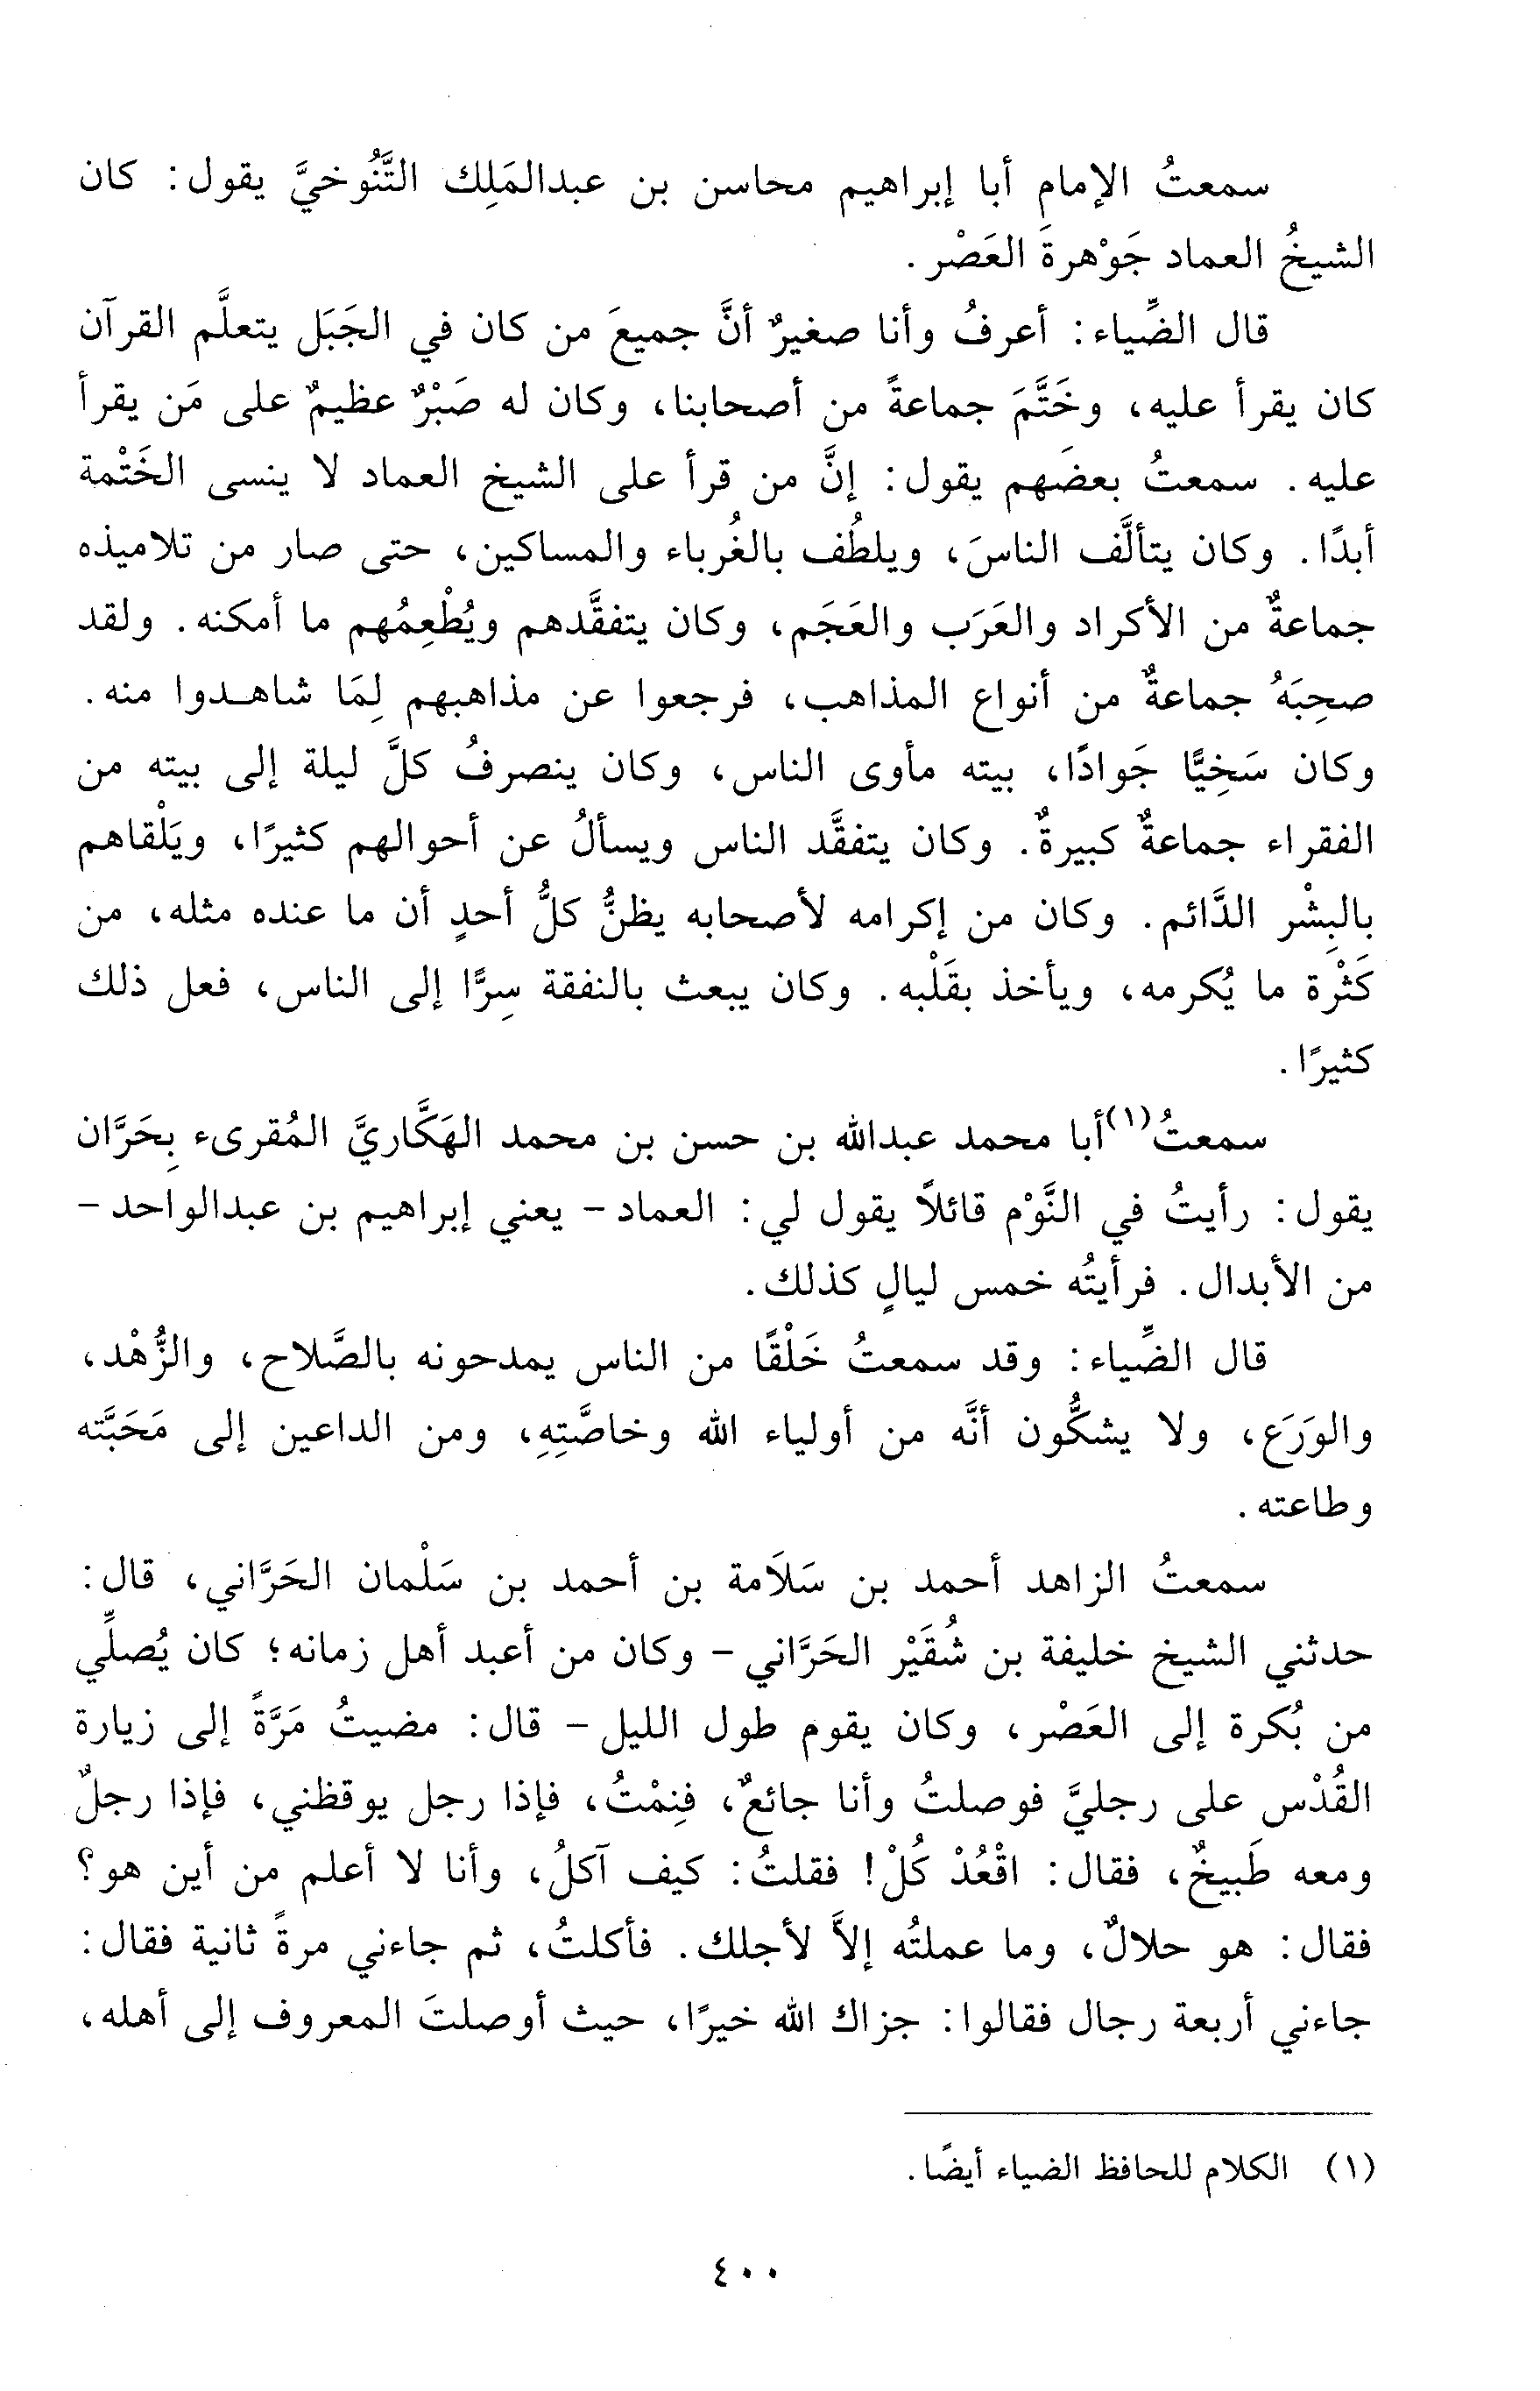 سمعتُ الإمام أبا إبراهيم محاسن بن عبدالمَلِك التَّنُوخيَّ يقول: كان
الشيخُ العماد جَوْهرةَ العَصْر.
قال الضِّياء: أعرفُ وأنا صغيرٌ أنَّ جميعَ من كان في الجَبَل يتعلَّم القرآن
كان يقرأ عليه، وخَتَّمَ جماعةً من أصحابنا، وكان له صَبْرٌ عظيمٌ على مَن يقرأ
عليه. سمعتُ بعضَهم يقول: إنَّ من قرأ على الشيخ العماد لا ينسى الخَتْمة
أبدًا. وكان يتألَّف الناسَ، ويلطُف بالغُرباء والمساكين، حتى صار من تلاميذه
جماعةٌ من الأكراد والعَرَب والعَجَم، وكان يتفقَّدهم ويُطْعِمُهم ما أمكنه. ولقد
صحِبَهُ جماعةٌ من أنواع المذاهب، فرجعوا عن مذاهبهم لِمَا شاهدوا منه.
وكان سَخِيًّا جَوادًا، بيته مأوى الناس، وكان ينصرفُ كلَّ ليلة إلى بيته من
الفقراء جماعةٌ كبيرةٌ. وكان يتفقَّد الناس ويسألُ عن أحوالهم كثيرًا، ويَلْقاهم
بالبِشْر الدَّائم. وكان من إكرامه لأصحابه يظنُّ كلُّ أحدٍ أن ما عنده مثله، من
كَثْرة ما يُكرمه، ويأخذ بقَلْبه. وكان يبعث بالنفقة سِرًّا إلى الناس، فعل ذلك
كثيرًا.
سمعتُ(١) أبا محمد عبدالله بن حسن بن محمد الهَكَّاريَّ المُقرىء بِحَرَّان
يقول: رأيتُ في النَّوْم قائلاً يقول لي: العماد - يعني إبراهيم بن عبدالواحد -
من الأبدال. فرأيتُه خمس ليالٍ كذلك.
قال الضِّياء: وقد سمعتُ خَلْقًا من الناس يمدحونه بالصَّلاح، والزُّهْد،
والوَرَع، ولا يشكُّون أنَّه من أولياء الله وخاصَّتِهِ، ومن الداعين إلى مَحَبَّته
وطاعته.
سمعتُ الزاهد أحمد بن سَلَامة بن أحمد بن سَلْمان الحَرَّاني، قال:
حدثني الشيخ خليفة بن شُقَيْر الحَرَّاني - وكان من أعبد أهل زمانه؛ كان يُصلِّي
من بُكرة إلى العَصْر، وكان يقوم طول الليل - قال: مضيتُ مَرَّةً إلى زيارة
القُدْس على رجليَّ فوصلتُ وأنا جائعٌ، فنِمْتُ، فإذا رجل يوقظني، فإذا رجلٌ
ومعه طَبيخٌ، فقال: اقْعُدْ كُلْ! فقلتُ: كيف آكلُ، وأنا لا أعلم من أين هو؟
فقال: هو حلالٌ، وما عملتُه إلاَّ لأجلك. فأكلتُ، ثم جاءني مرةً ثانية فقال:
جاءني أربعة رجال فقالوا: جزاك الله خيرًا، حيث أوصلتَ المعروف إلى أهله،
(١) الكلام للحافظ الضياء أيضًا.
٤٠٠